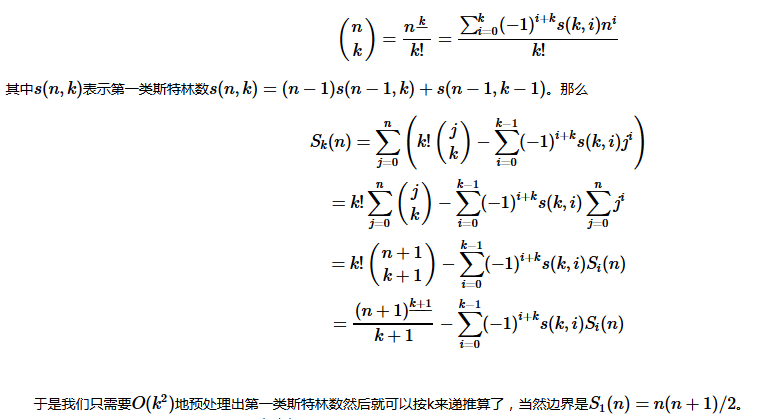 $$\binom{n}{k} = \frac{n^{\underline{k}}}{k!} = \frac{\sum_{i=0}^{k}(-1)^{i+k}s(k,i)n^i}{k!}$$
其中$s(n,k)$表示第一类斯特林数$s(n,k) = (n-1)s(n-1,k) + s(n-1,k-1)$。那么
$$S_k(n) = \sum_{j=0}^{n}\left(k!\binom{j}{k} - \sum_{i=0}^{k-1}(-1)^{i+k}s(k,i)j^i\right)$$
$$= k!\sum_{j=0}^{n}\binom{j}{k} - \sum_{i=0}^{k-1}(-1)^{i+k}s(k,i)\sum_{j=0}^{n}j^i$$
$$= k!\binom{n+1}{k+1} - \sum_{i=0}^{k-1}(-1)^{i+k}s(k,i)S_i(n)$$
$$= \frac{(n+1)^{\underline{k+1}}}{k+1} - \sum_{i=0}^{k-1}(-1)^{i+k}s(k,i)S_i(n)$$
于是我们只需要$O(k^2)$地预处理出第一类斯特林数然后就可以按k来递推算了，当然边界是$S_1(n) = n(n+1)/2$。